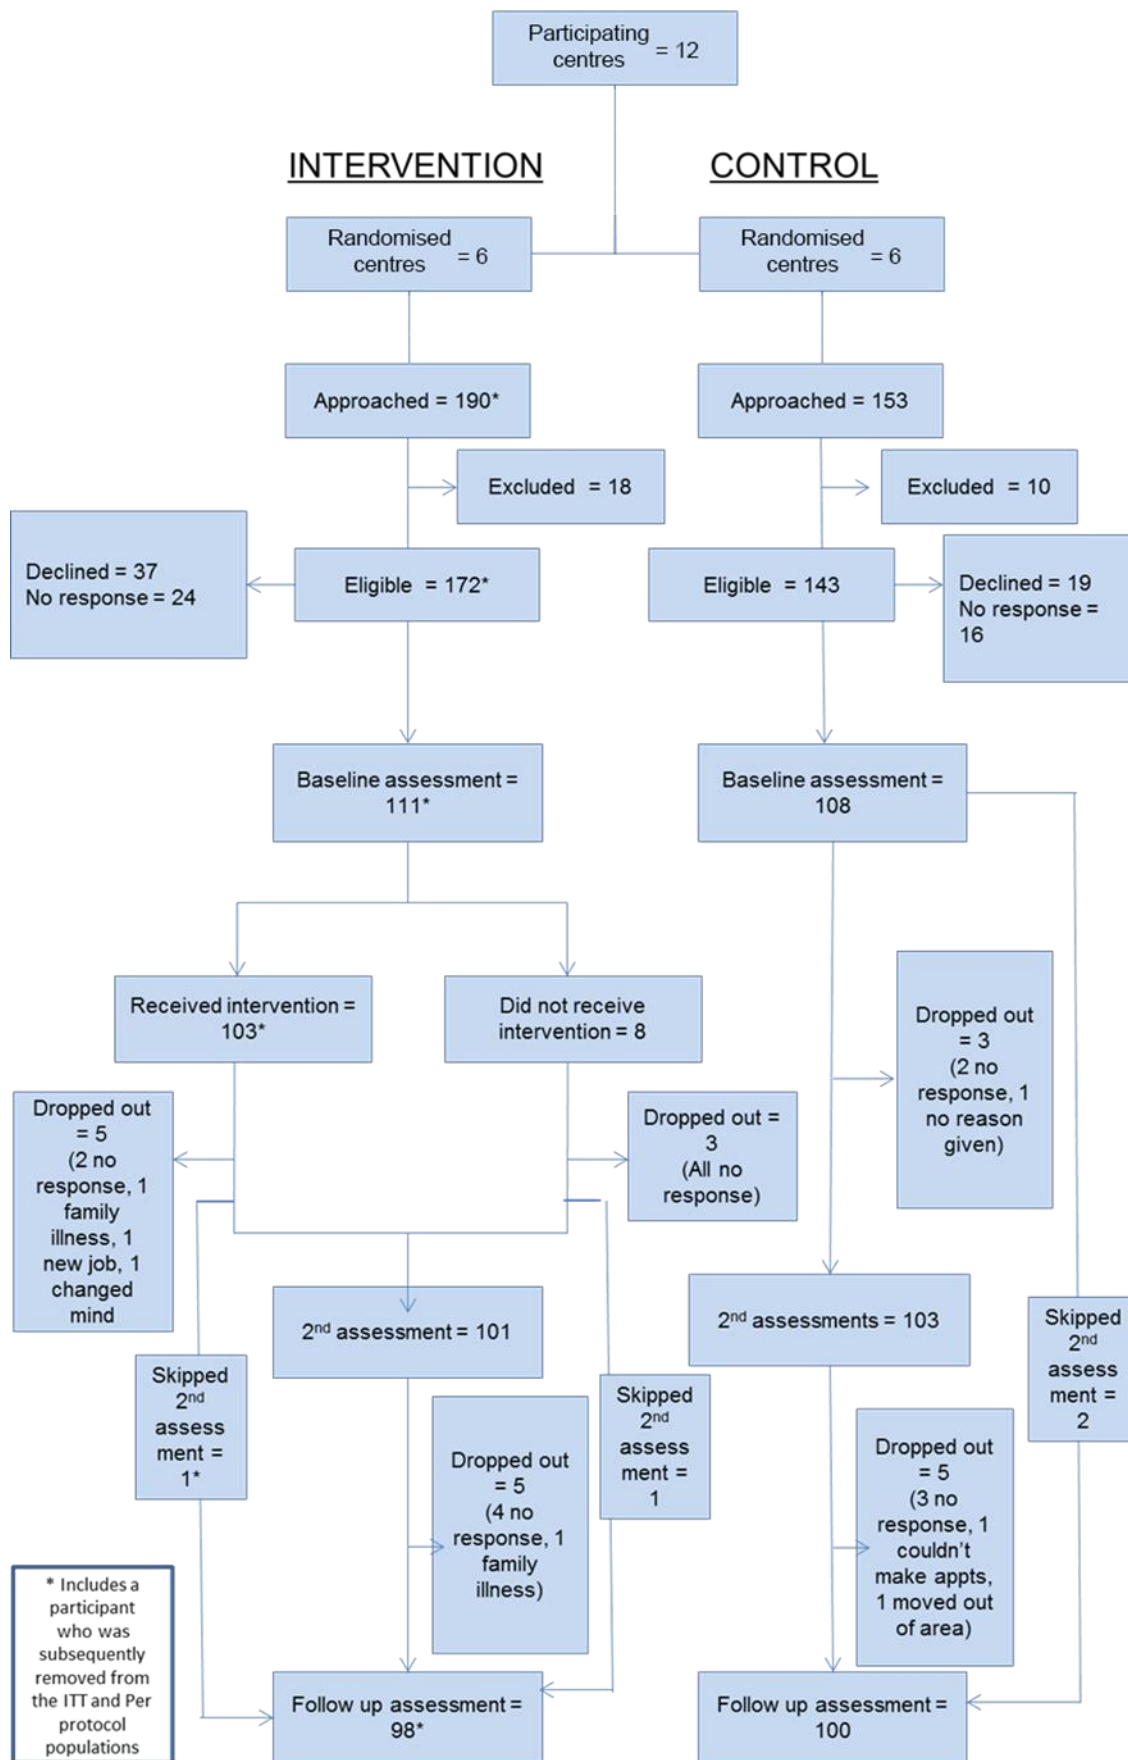 Participating
centres = 12
INTERVENTION
CONTROL
Randomised
centres = 6
Randomised
centres = 6
Approached = 190*
Approached = 153
Excluded = 18
Excluded = 10
Declined = 37
No response = 24
Eligible = 172*
Eligible = 143
Declined = 19
No response =
16
Baseline assessment =
111*
Baseline assessment =
108
Received intervention =
103*
Did not receive
intervention = 8
Dropped out
= 3
(2 no
response, 1
no reason
given)
Dropped out
= 5
(2 no
response, 1
family
illness, 1
new job, 1
changed
mind
Dropped out =
3
(All no
response)
2nd assessment = 101
2nd assessments = 103
Skipped
2nd
assess
ment =
2
Skipped
2nd
assess
ment =
1*
Skipped
2nd
assess
ment =
1
Dropped out
= 5
(4 no
response, 1
family
illness)
Dropped out
= 5
(3 no
response, 1
couldn't
make appts,
1 moved out
of area)
* Includes a
participant
who was
subsequently
removed from
the ITT and Per
protocol
populations
Follow up assessment =
98*
Follow up assessment =
100